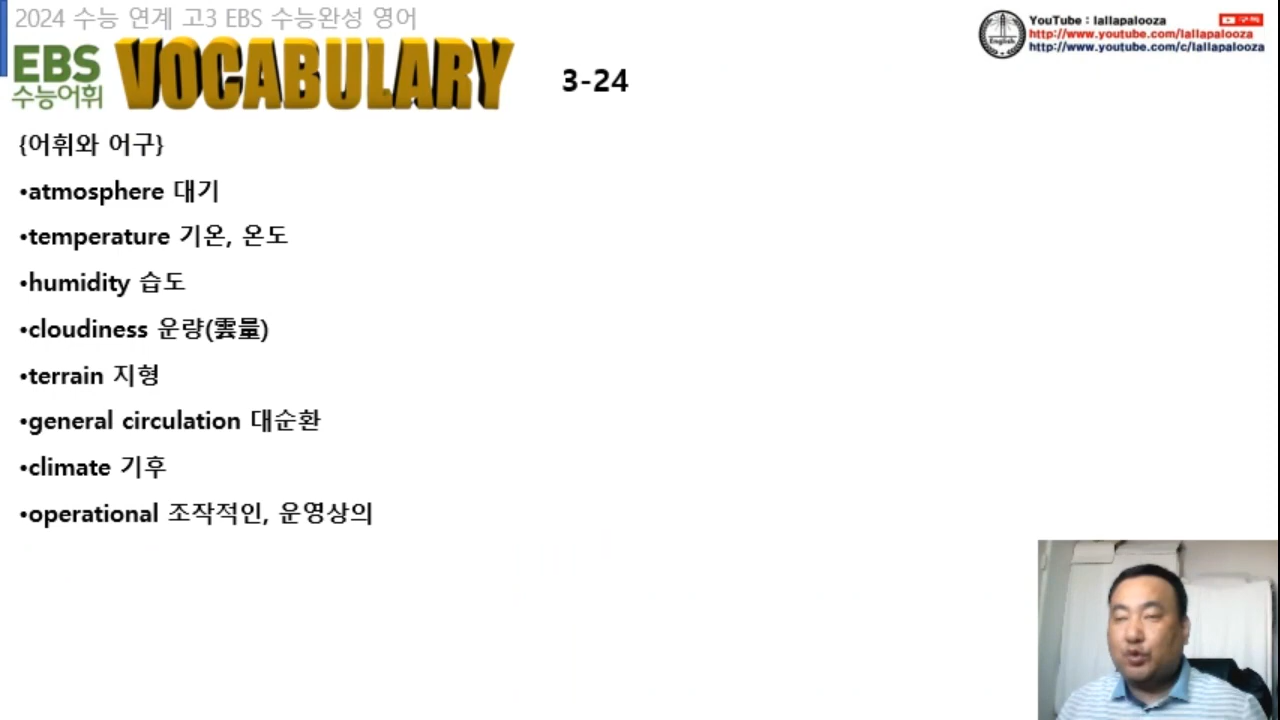 2024 수능 연계 고3 EBS 수능완성 영어
EBS
수능어휘
VOCABULARY
3-24
YouTube : lallapalooza
구독
http://www.youtube.com/lallapalooza
http://www.youtube.com/c/lallapalooza
English
{어휘와 어구}
•atmosphere 대기
•temperature 기온, 온도
•humidity 습도
•cloudiness 운량(雲量)
•terrain 지형
•general circulation 대순환
•climate 기후
•operational 조작적인, 운영상의